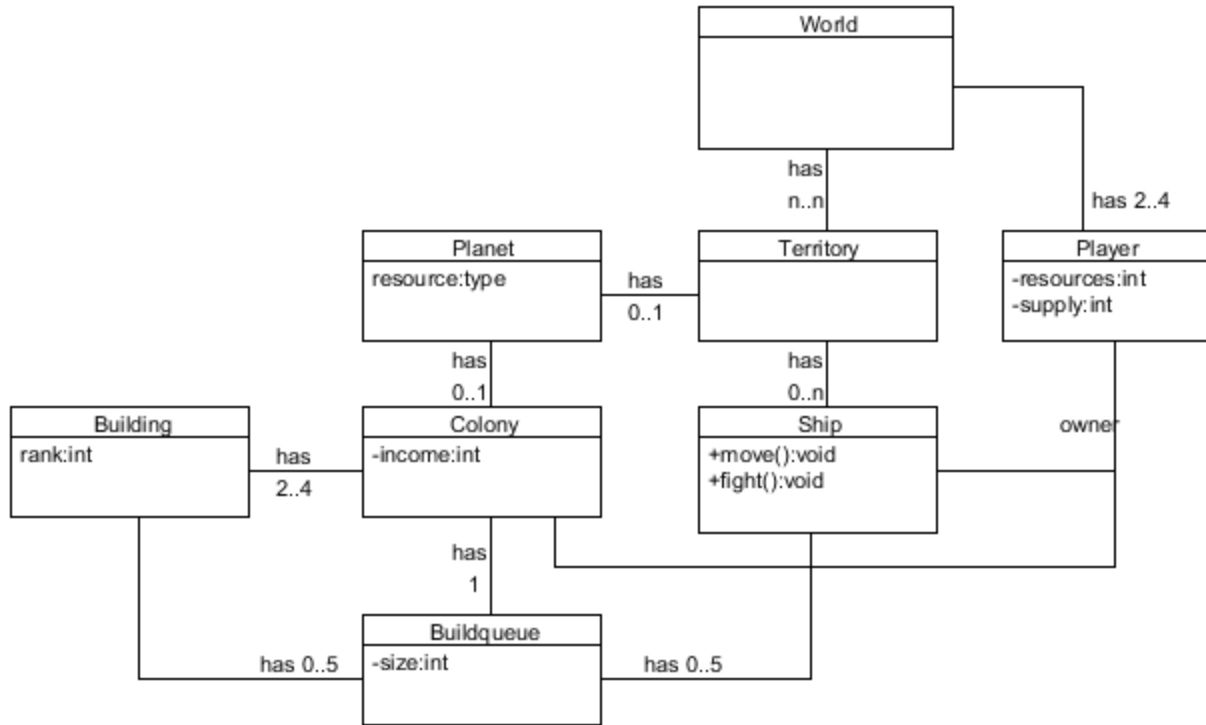 World
has
n..n
has 2..4
Planet
resource:type
has
0..1
Territory
Player
-resources:int
-supply:int
has
0..1
has
0..n
Building
rank:int
has
2..4
Colony
-income:int
Ship
+move():void
+fight():void
owner
has
1
Buildqueue
-size:int
has 0..5
has 0..5